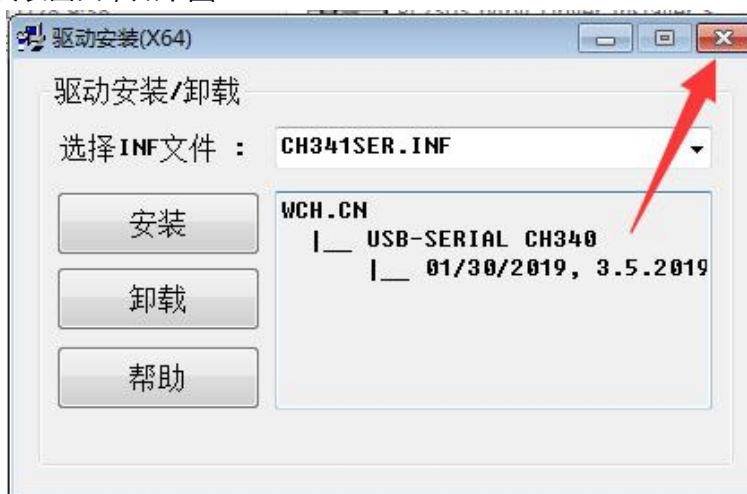 驱动安装(X64)
驱动安装/卸载
选择INF文件 :
CH341SER.INF
安装
WCH.CN
|__ USB-SERIAL CH340
|__ 01/30/2019, 3.5.2019
卸载
帮助